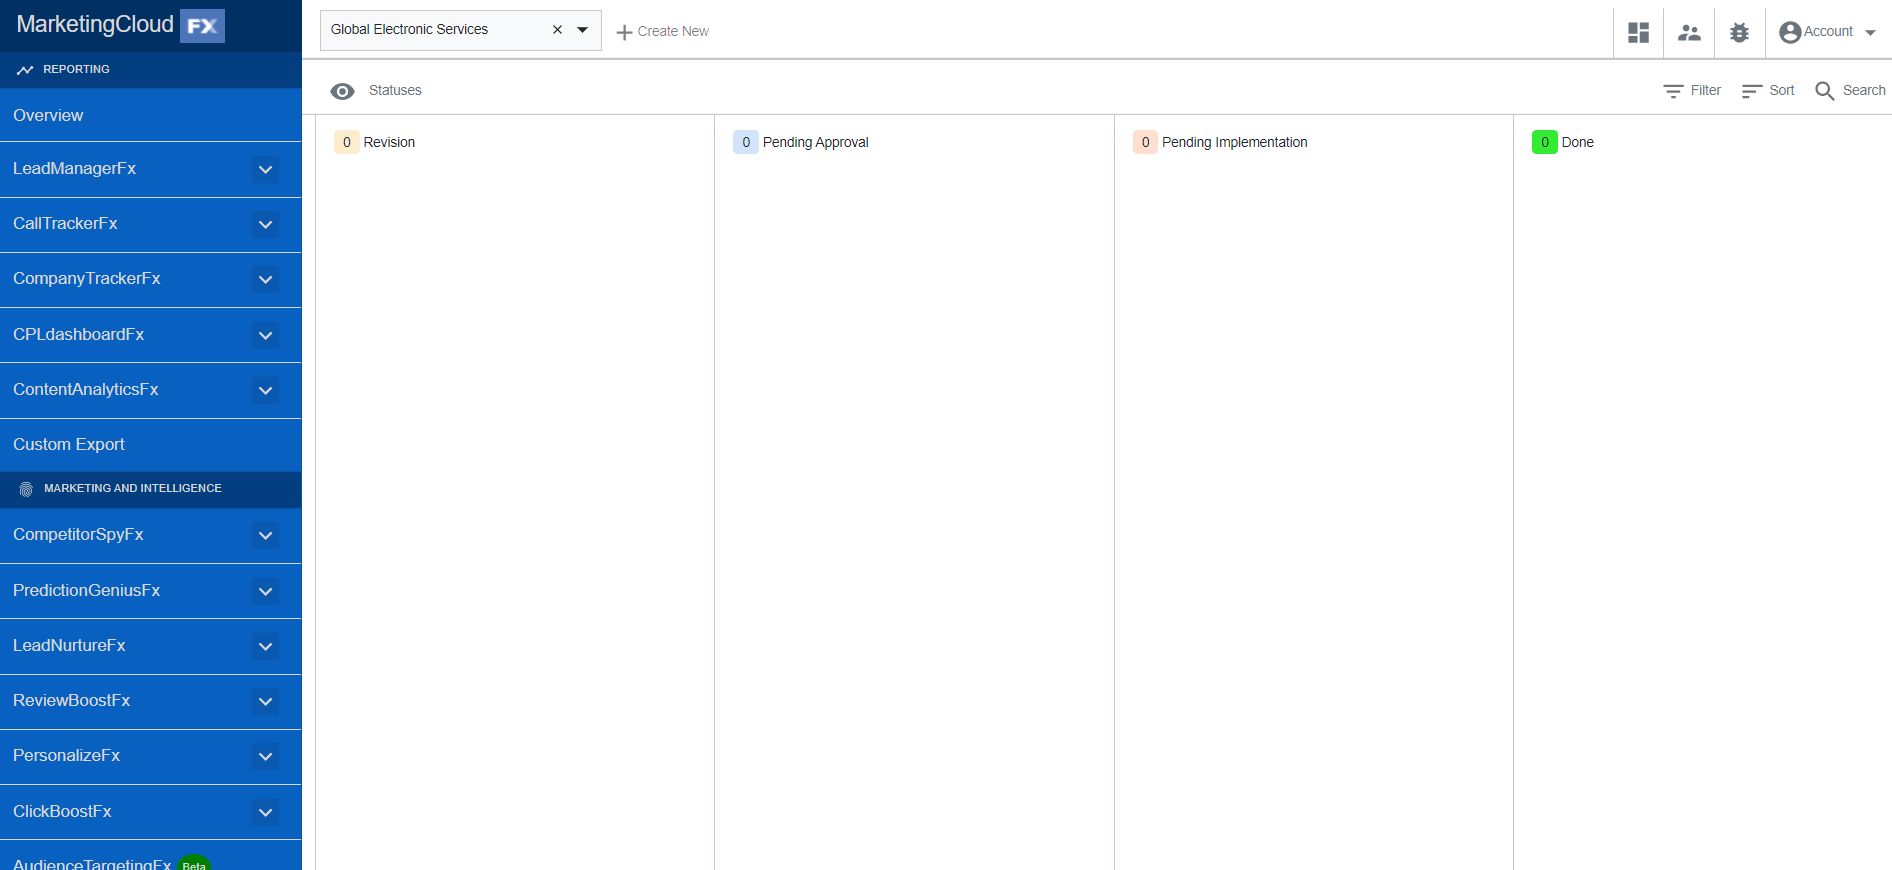 MarketingCloud FX
REPORTING
Overview
LeadManagerFx
CallTrackerFx
CompanyTrackerFx
CPLdashboardFx
ContentAnalyticsFx
Custom Export
MARKETING AND INTELLIGENCE
CompetitorSpyFx
PredictionGeniusFx
LeadNurtureFx
ReviewBoostFx
PersonalizeFx
ClickBoostFx
AudienceTargetingFx Beta
Global Electronic Services
Create New
Account
Statuses
Filter
Sort
Search
0 Revision
0 Pending Approval
0 Pending Implementation
0 Done